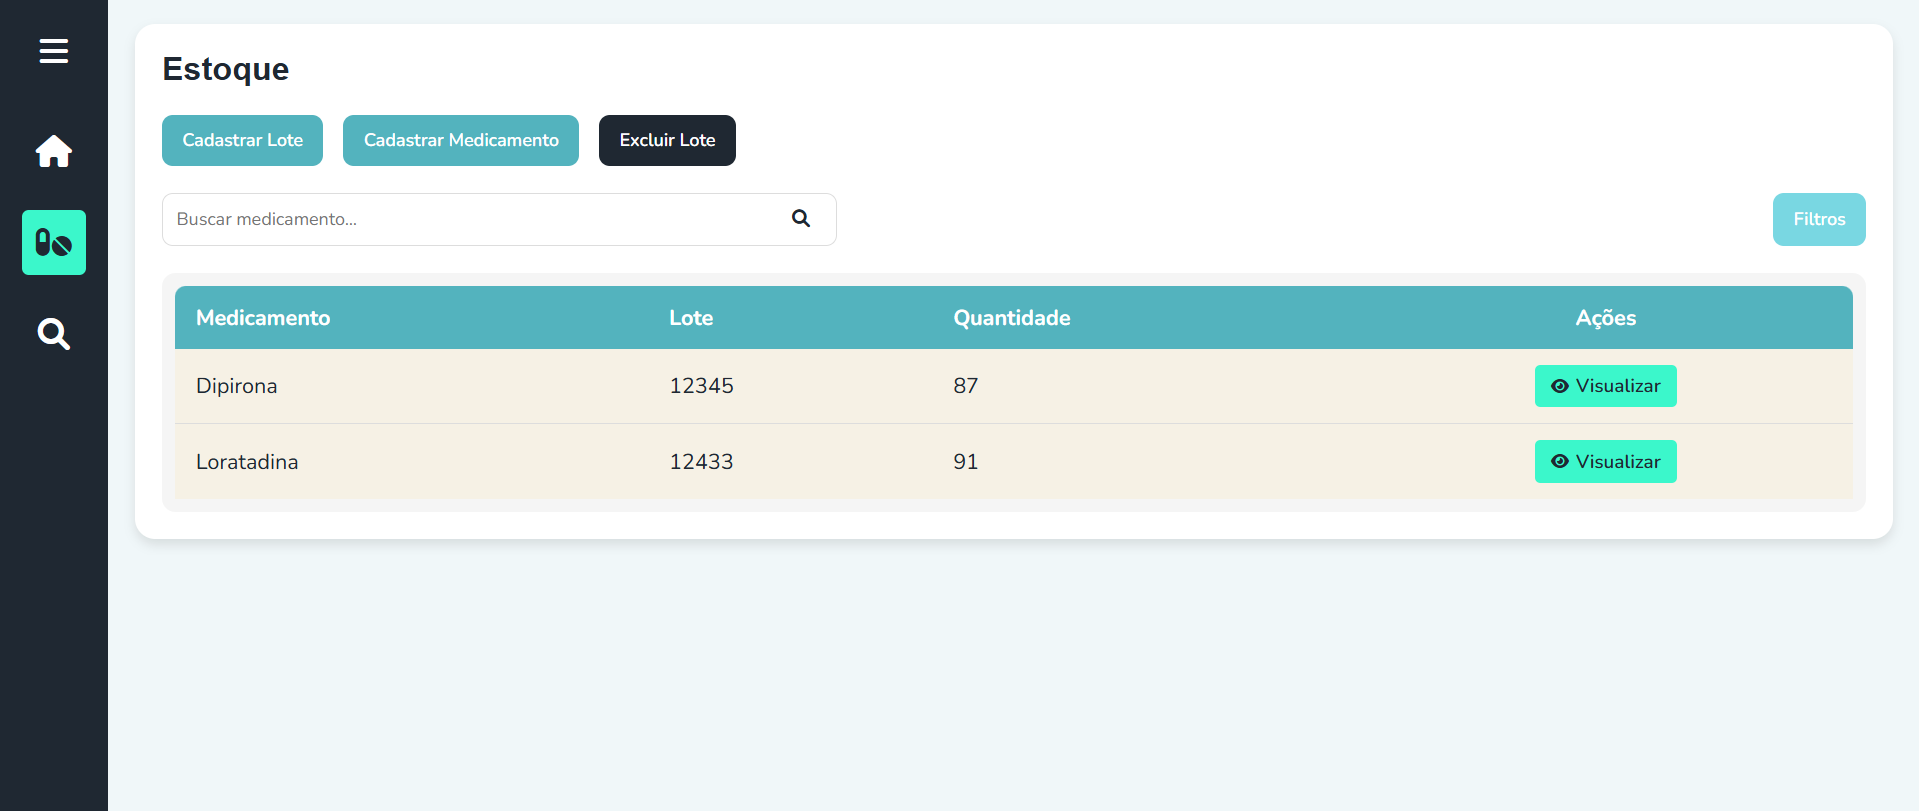 Estoque
Cadastrar Lote Cadastrar Medicamento Excluir Lote
Buscar medicamento... Filtros
Medicamento Lote Quantidade Ações
Dipirona 12345 87 Visualizar
Loratadina 12433 91 Visualizar